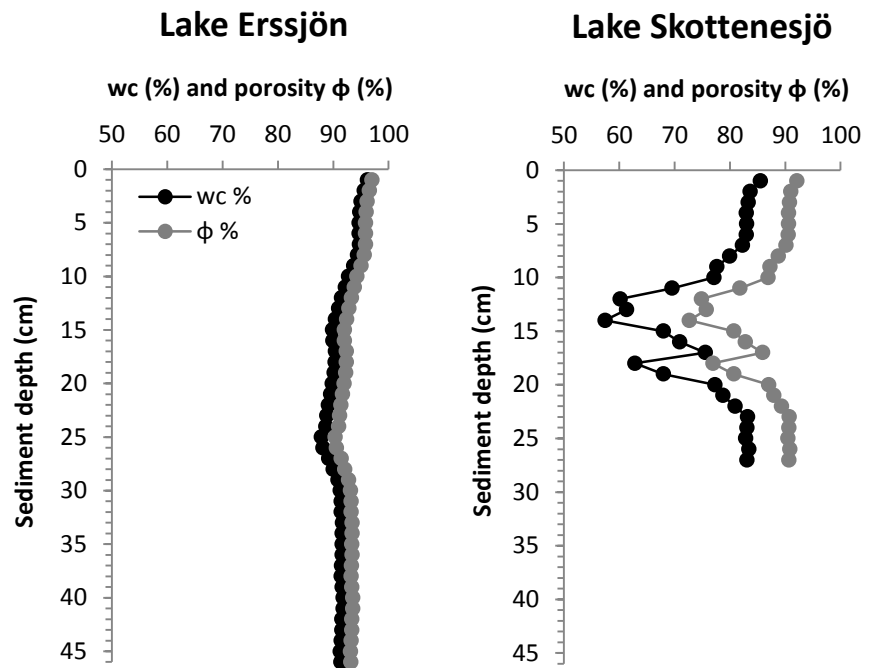 Lake Erssjön
wc (%) and porosity ϕ (%)
50 60 70 80 90 100
0
5
10
15
20
25
30
35
40
45
Sediment depth (cm)
wc %
ϕ %
Lake Skottenesjö
wc (%) and porosity ϕ (%)
50 60 70 80 90 100
0
5
10
15
20
25
30
35
40
45
Sediment depth (cm)